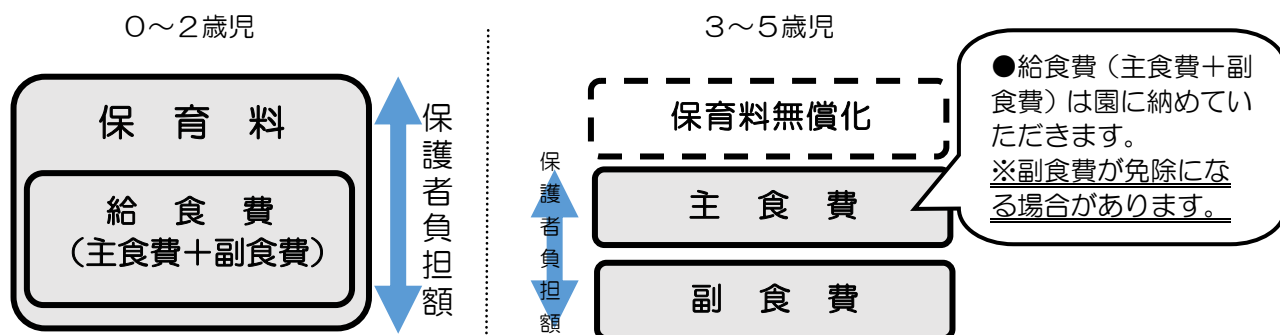 ０～２歳児
保 育 料
給 食 費
（主食費＋副食費）
保護者負担額
３～５歳児
保育料無償化
主 食 費
副 食 費
保護者負担額
●給食費（主食費＋副
食費）は園に納めてい
ただきます。
※副食費が免除にな
る場合があります。